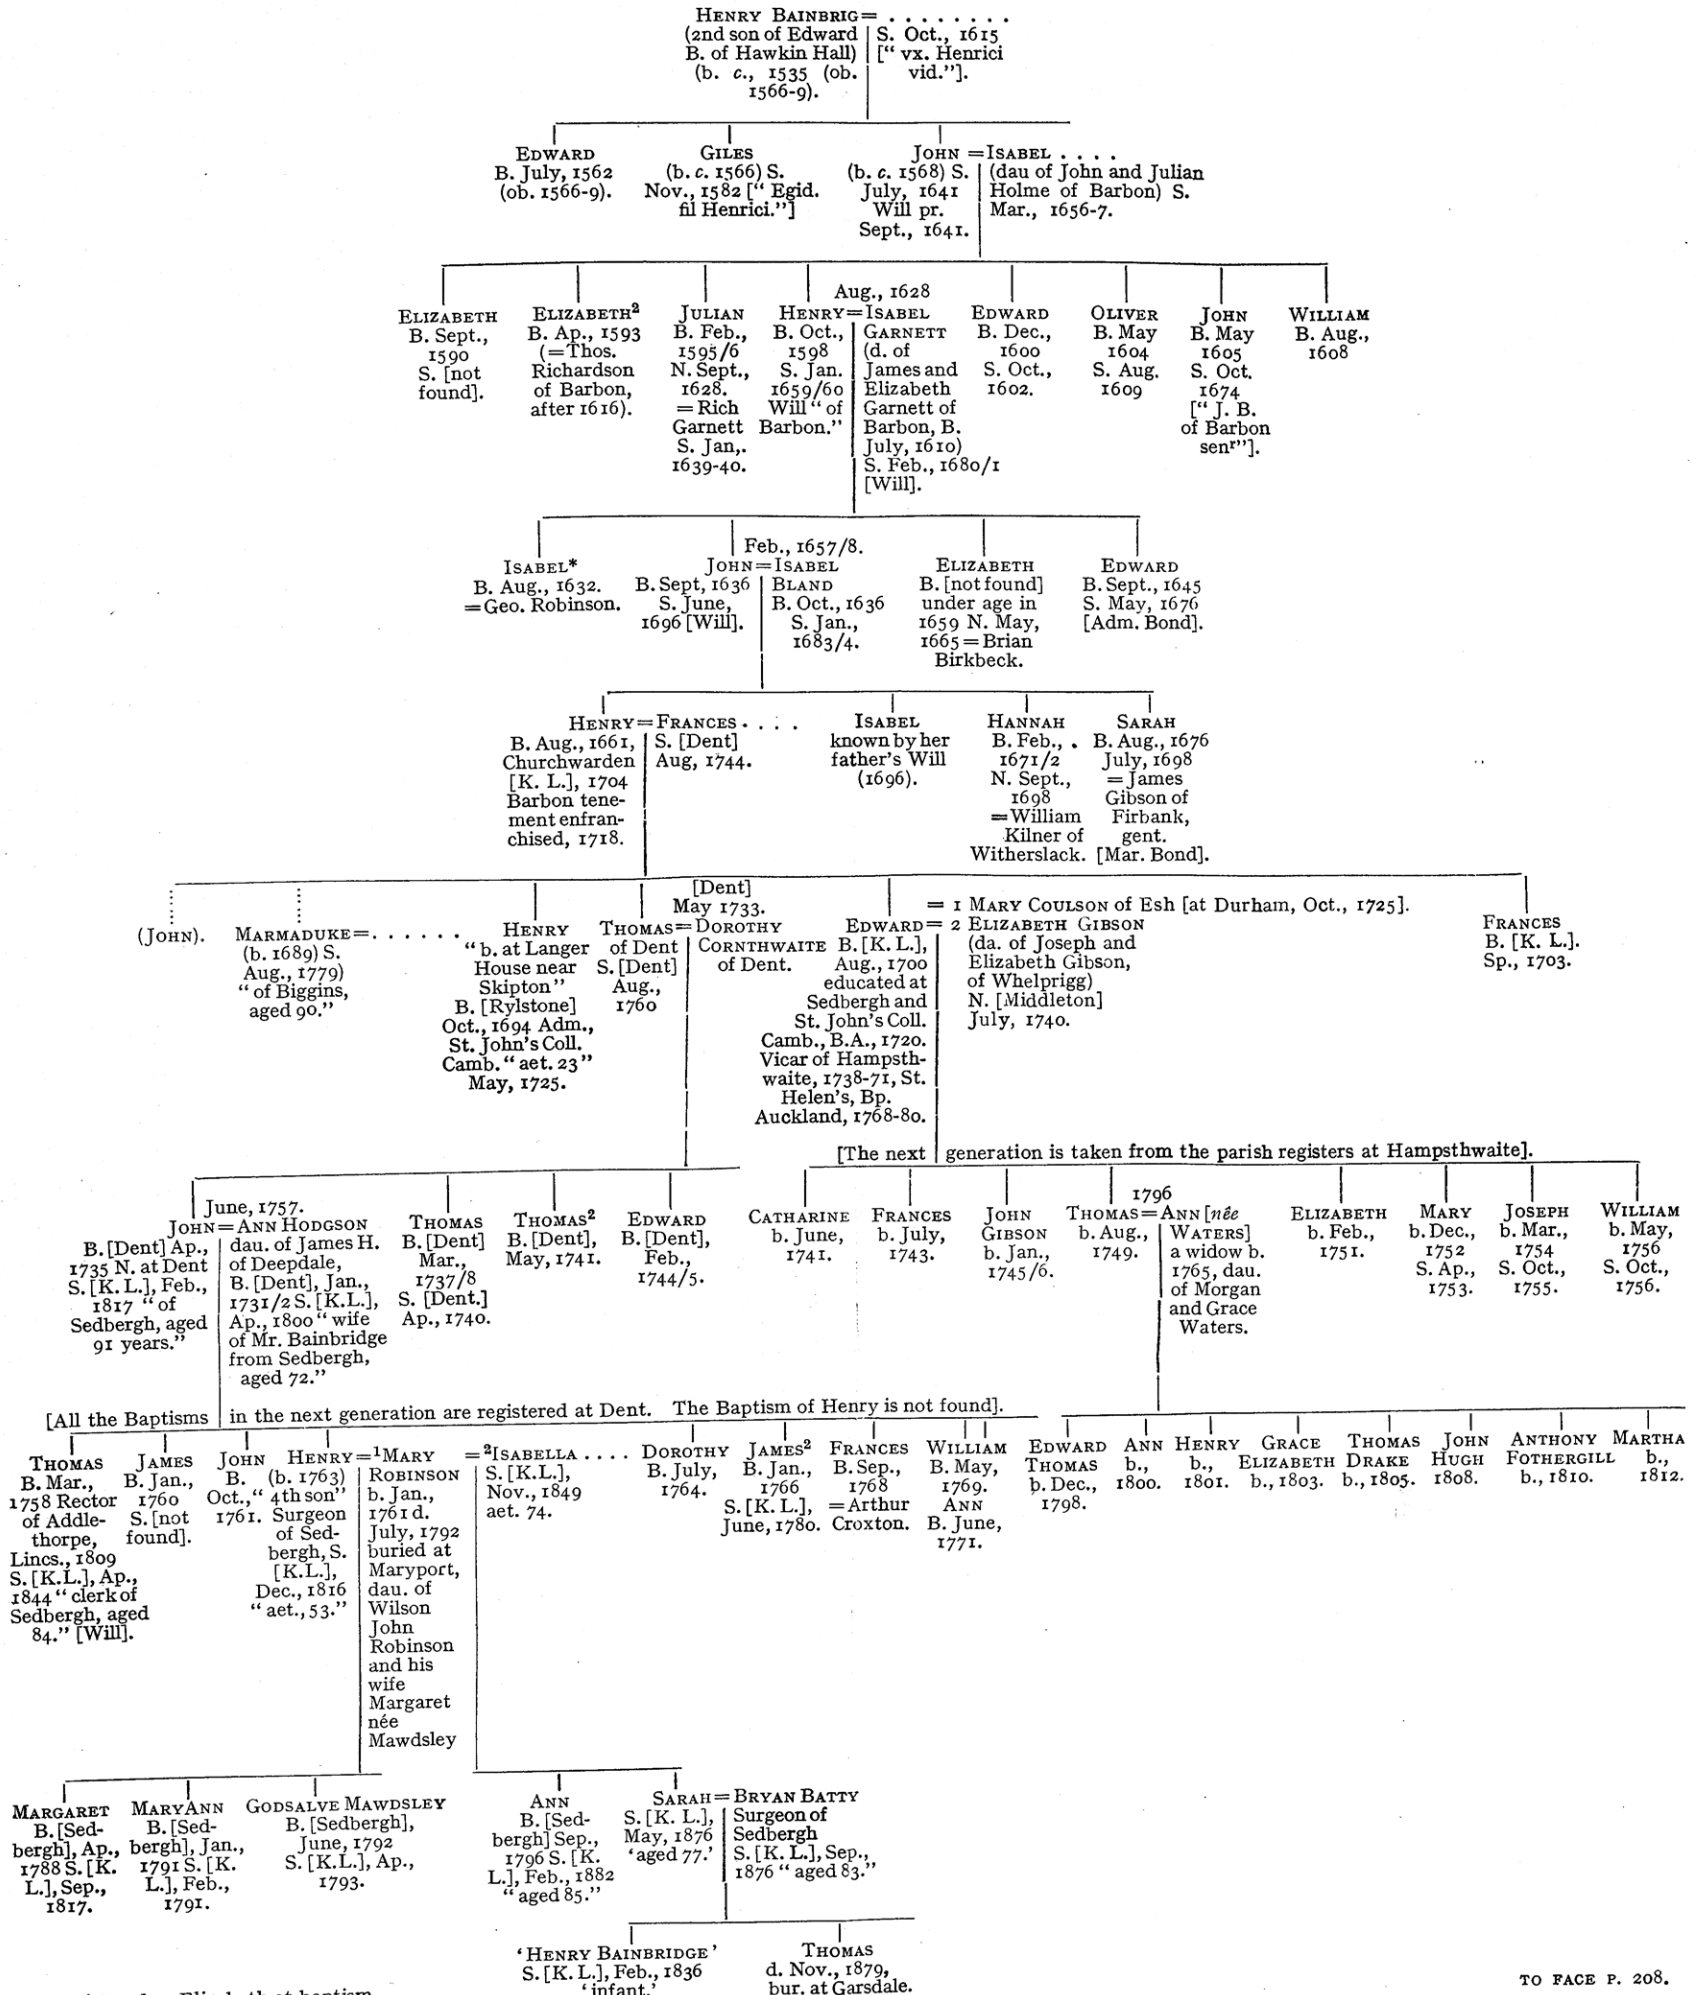 HENRY BAINBRIG= . . . . . . . .
(2nd son of Edward
B. of Hawkin Hall)
(b. c., 1535 (ob.
1566-9).
S. Oct., 1615
[“ vx. Henrici
vid.”].
EDWARD
B. July, 1562
(ob. 1566-9).
GILES
(b. c. 1566) S.
Nov., 1582 [“ Egid.
fil Henrici.”]
JOHN =ISABEL . . . .
(b. c. 1568) S.
July, 1641
Will pr.
Sept., 1641.
(dau of John and Julian
Holme of Barbon) S.
Mar., 1656-7.
ELIZABETH
B. Sept.,
1590
S. [not
found].
ELIZABETH²
B. Ap., 1593
(=Thos.
Richardson
of Barbon,
after 1616).
JULIAN
B. Feb.,
1595/6
N. Sept.,
1628.
=Rich
Garnett
S. Jan,.
1639-40.
Aug., 1628
HENRY=ISABEL
B. Oct.,
1598
S. Jan.
1659/60
Will “ of
Barbon.”
GARNETT
(d. of
James and
Elizabeth
Garnett of
Barbon, B.
July, 1610)
S. Feb., 1680/1
[Will].
EDWARD
B. Dec.,
1600
S. Oct.,
1602.
OLIVER
B. May
1604
S. Aug.
1609
JOHN
B. May
1605
S. Oct.
1674
[“ J. B.
of Barbon
senʳ”].
WILLIAM
B. Aug.,
1608
ISABEL*
B. Aug., 1632.
=Geo. Robinson.
Feb., 1657/8.
JOHN=ISABEL
B. Sept, 1636
S. June,
1696 [Will].
BLAND
B. Oct., 1636
S. Jan.,
1683/4.
ELIZABETH
B. [not found]
under age in
1659 N. May,
1665=Brian
Birkbeck.
EDWARD
B. Sept., 1645
S. May, 1676
[Adm. Bond].
HENRY=FRANCES . . . .
B. Aug., 1661,
Churchwarden
[K. L.], 1704
Barbon tene-
ment enfran-
chised, 1718.
S. [Dent]
Aug, 1744.
ISABEL
known by her
father's Will
(1696).
HANNAH
B. Feb., .
1671/2
N. Sept.,
1698
=William
Kilner of
Witherslack.
SARAH
B. Aug., 1676
July, 1698
=James
Gibson of
Firbank,
gent.
[Mar. Bond].
(JOHN).
MARMADUKE=. . . . . .
(b. 1689) S.
Aug., 1779)
“ of Biggins,
aged 90.”
HENRY
“ b. at Langer
House near
Skipton”
B. [Rylstone]
Oct., 1694 Adm.,
St. John's Coll.
Camb. “ aet. 23 ”
May, 1725.
[Dent]
May 1733.
THOMAS=DOROTHY
of Dent
S. [Dent]
Aug.,
1760
CORNTHWAITE
of Dent.
= 1 MARY COULSON of Esh [at Durham, Oct., 1725].
EDWARD= 2 ELIZABETH GIBSON
B. [K. L.],
Aug., 1700
educated at
Sedbergh and
St. John's Coll.
Camb., B.A., 1720.
Vicar of Hampsth-
waite, 1738-71, St.
Helen's, Bp.
Auckland, 1768-80.
(da. of Joseph and
Elizabeth Gibson,
of Whelprigg)
N. [Middleton]
July, 1740.
FRANCES
B. [K. L.].
Sp., 1703.
[The next generation is taken from the parish registers at Hampsthwaite].
June, 1757.
JOHN=ANN HODGSON
B. [Dent] Ap.,
1735 N. at Dent
S. [K. L.], Feb.,
1817 “ of
Sedbergh, aged
91 years.”
dau. of James H.
of Deepdale,
B. [Dent], Jan.,
1731/2 S. [K.L.],
Ap., 1800 “ wife
of Mr. Bainbridge
from Sedbergh,
aged 72.”
THOMAS
B. [Dent]
Mar.,
1737/8
S. [Dent.]
Ap., 1740.
THOMAS²
B. [Dent],
May, 1741.
EDWARD
B. [Dent],
Feb.,
1744/5.
CATHARINE
b. June,
1741.
FRANCES
b. July,
1743.
JOHN
GIBSON
b. Jan.,
1745/6.
1796
THOMAS=ANN [née
b. Aug.,
1749.
WATERS]
a widow b.
1765, dau.
of Morgan
and Grace
Waters.
ELIZABETH
b. Feb.,
1751.
MARY
b. Dec.,
1752
S. Ap.,
1753.
JOSEPH
b. Mar.,
1754
S. Oct.,
1755.
WILLIAM
b. May,
1756
S. Oct.,
1756.
[All the Baptisms in the next generation are registered at Dent. The Baptism of Henry is not found].
THOMAS
B. Mar.,
1758 Rector
of Addle-
thorpe,
Lincs., 1809
S. [K.L.], Ap.,
1844 “ clerk of
Sedbergh, aged
84.” [Will].
JAMES
B. Jan.,
1760
S. [not
found].
JOHN
B.
Oct.,
1761.
HENRY=¹MARY =²ISABELLA . . . .
(b. 1763)
“ 4th son”
Surgeon
of Sed-
bergh, S.
[K.L.],
Dec., 1816
“ aet., 53.”
ROBINSON
b. Jan.,
1761 d.
July, 1792
buried at
Maryport,
dau. of
Wilson
John
Robinson
and his
wife
Margaret
née
Mawdsley
S. [K.L.],
Nov., 1849
aet. 74.
DOROTHY
B. July,
1764.
JAMES²
B. Jan.,
1766
S. [K. L.],
June, 1780.
FRANCES
B. Sep.,
1768
=Arthur
Croxton.
WILLIAM
B. May,
1769.
ANN
B. June,
1771.
EDWARD
THOMAS
b. Dec.,
1798.
ANN
b.,
1800.
HENRY
b.,
1801.
GRACE
ELIZABETH
b., 1803.
THOMAS
DRAKE
b., 1805.
JOHN
HUGH
1808.
ANTHONY
FOTHERGILL
b., 1810.
MARTHA
b.,
1812.
MARGARET
B. [Sed-
bergh], Ap.,
1788 S. [K.
L.], Sep.,
1817.
MARYANN
B. [Sed-
bergh], Jan.,
1791 S. [K.
L.], Feb.,
1791.
GODSALVE MAWDSLEY
B. [Sedbergh],
June, 1792
S. [K.L.], Ap.,
1793.
ANN
B. [Sed-
bergh] Sep.,
1796 S. [K.
L.], Feb., 1882
“ aged 85.”
SARAH=BRYAN BATTY
S. [K. L.],
May, 1876
‘ aged 77.’
Surgeon of
Sedbergh
S. [K. L.], Sep.,
1876 “ aged 83.”
‘ HENRY BAINBRIDGE ’
S. [K. L.], Feb., 1836
‘ infant.’
THOMAS
d. Nov., 1879,
bur. at Garsdale.
TO FACE P. 208.
at baptism